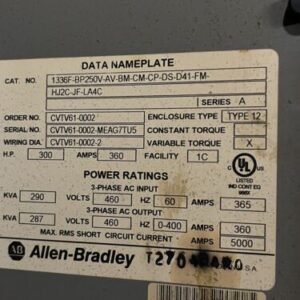 DATA NAMEPLATE
CAT. NO. 1336F-BP250V-AV-BM-CM-CP-DS-D41-FM-
HJ2C-JF-LA4C
SERIES A
ORDER NO. CVTV61-0002 ENCLOSURE TYPE TYPE 12
SERIAL NO. CVTV61-0002-MEAG7TU5 CONSTANT TORQUE
WIRING DIA. CVTV61-0002-2 VARIABLE TORQUE X
H.P. 300 AMPS 360 FACILITY 1C
UL LISTED
IND CONT EQ
POWER RATINGS
3-PHASE AC INPUT
KVA 290 VOLTS 460 HZ 60 AMPS 365
3-PHASE AC OUTPUT
KVA 287 VOLTS 460 HZ 0-400 AMPS 360
MAX. RMS SHORT CIRCUIT CURRENT AMPS 5000
AB Allen-Bradley
U.S.A.